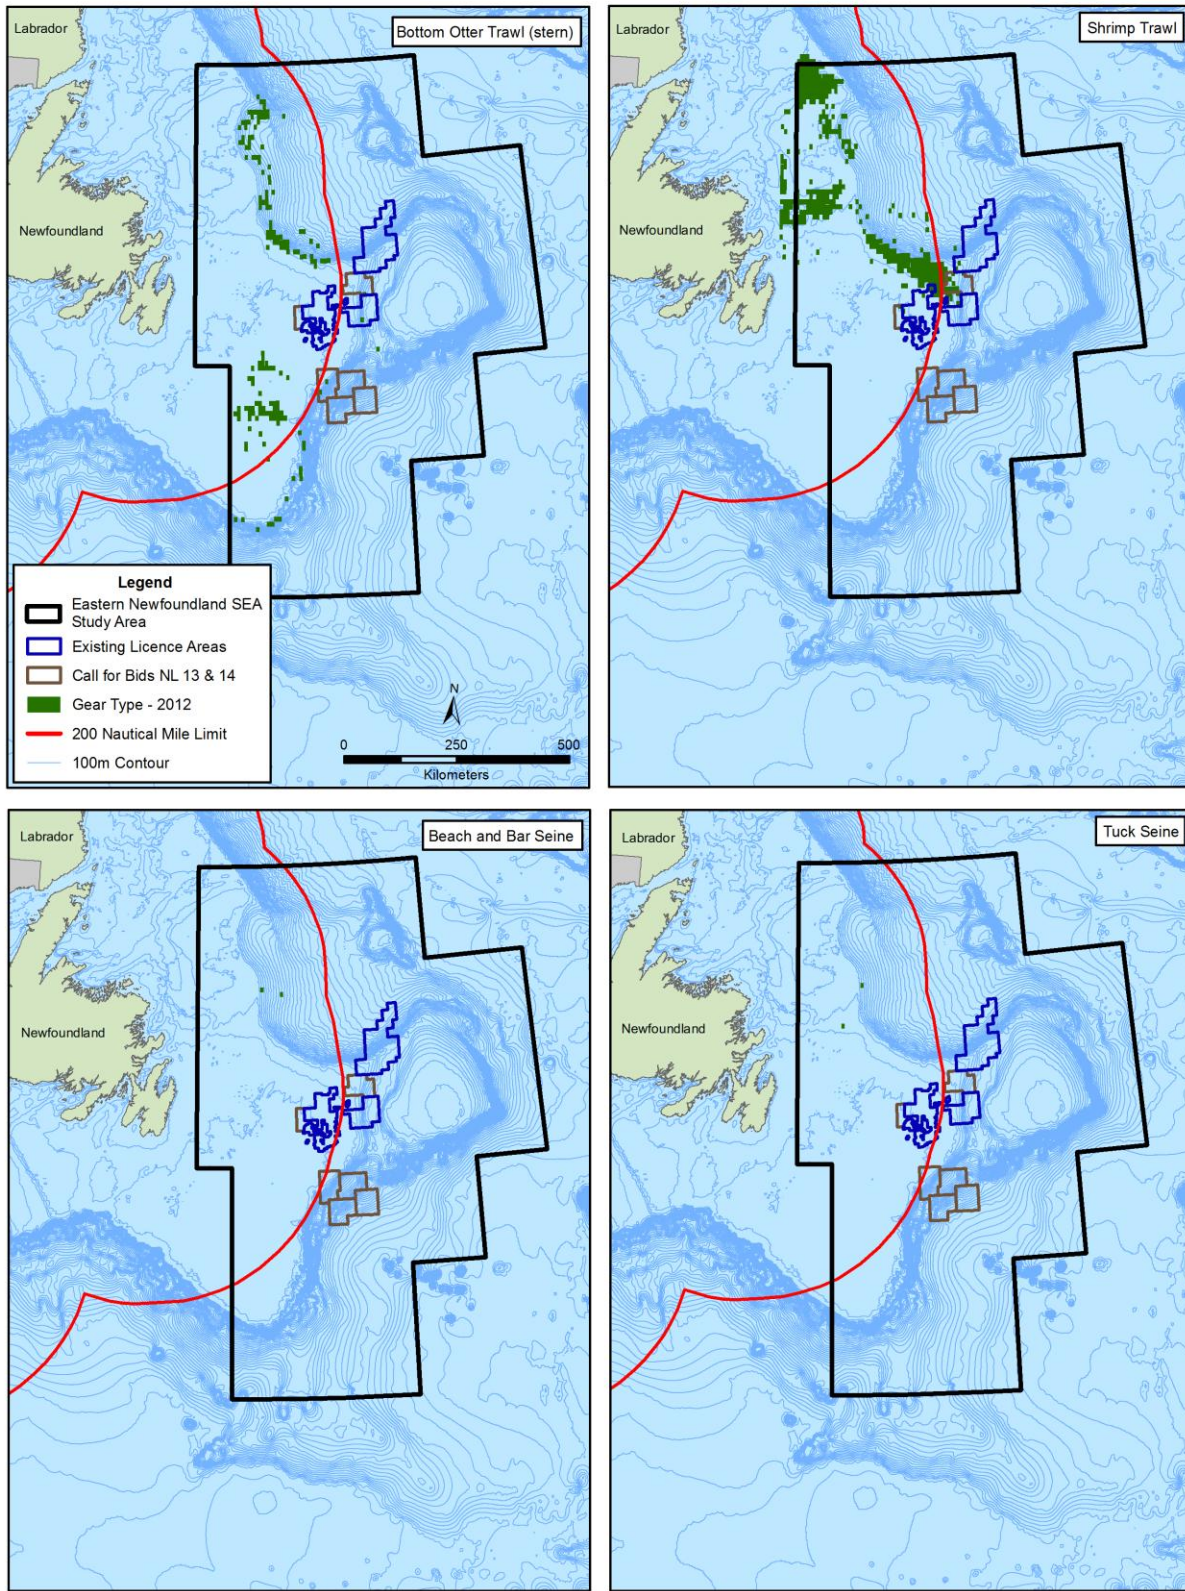 Labrador
Bottom Otter Trawl (stern)
Newfoundland
Legend
Eastern Newfoundland SEA
Study Area
Existing Licence Areas
Call for Bids NL 13 & 14
Gear Type - 2012
200 Nautical Mile Limit
100m Contour
N
0 250 500
Kilometers
Labrador
Shrimp Trawl
Newfoundland
Labrador
Beach and Bar Seine
Newfoundland
Labrador
Tuck Seine
Newfoundland